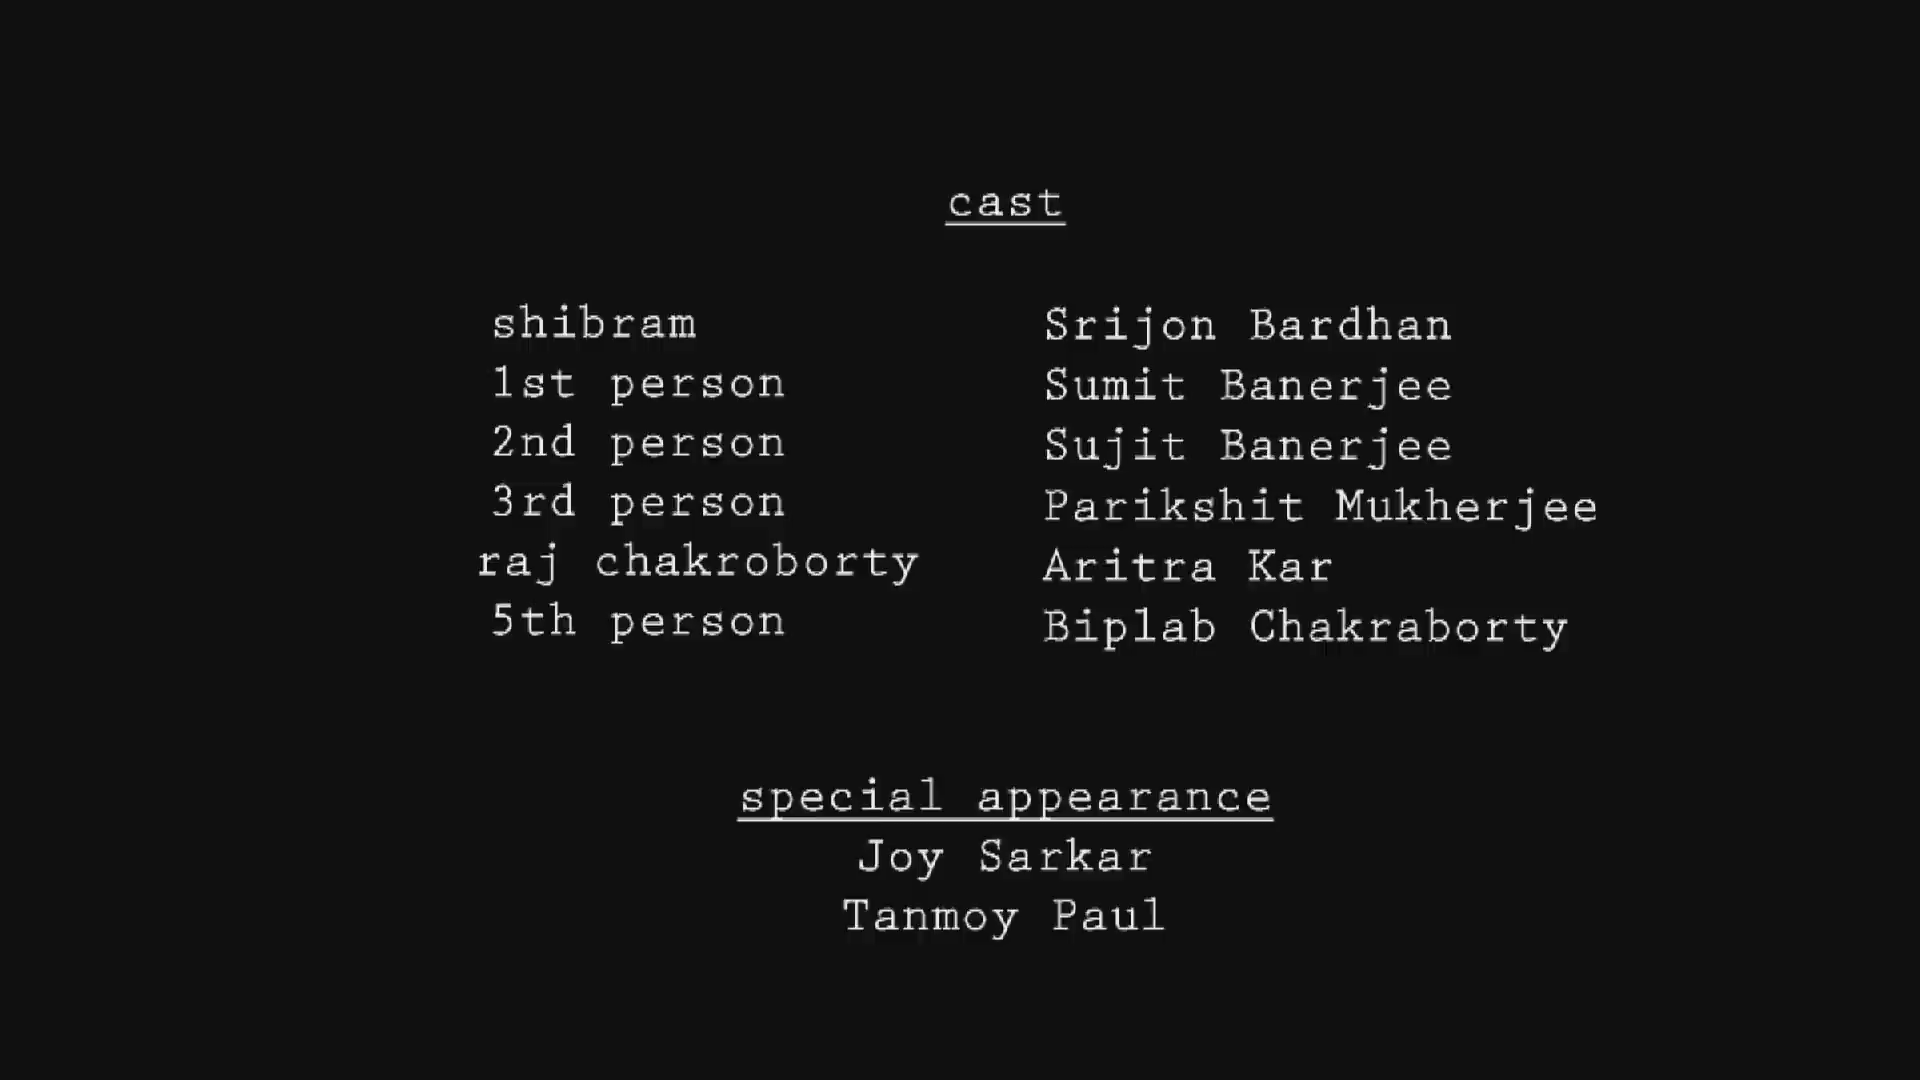 cast
shibram Srijon Bardhan
1st person Sumit Banerjee
2nd person Sujit Banerjee
3rd person Parikshit Mukherjee
raj chakroborty Aritra Kar
5th person Biplab Chakraborty
special appearance
Joy Sarkar
Tanmoy Paul